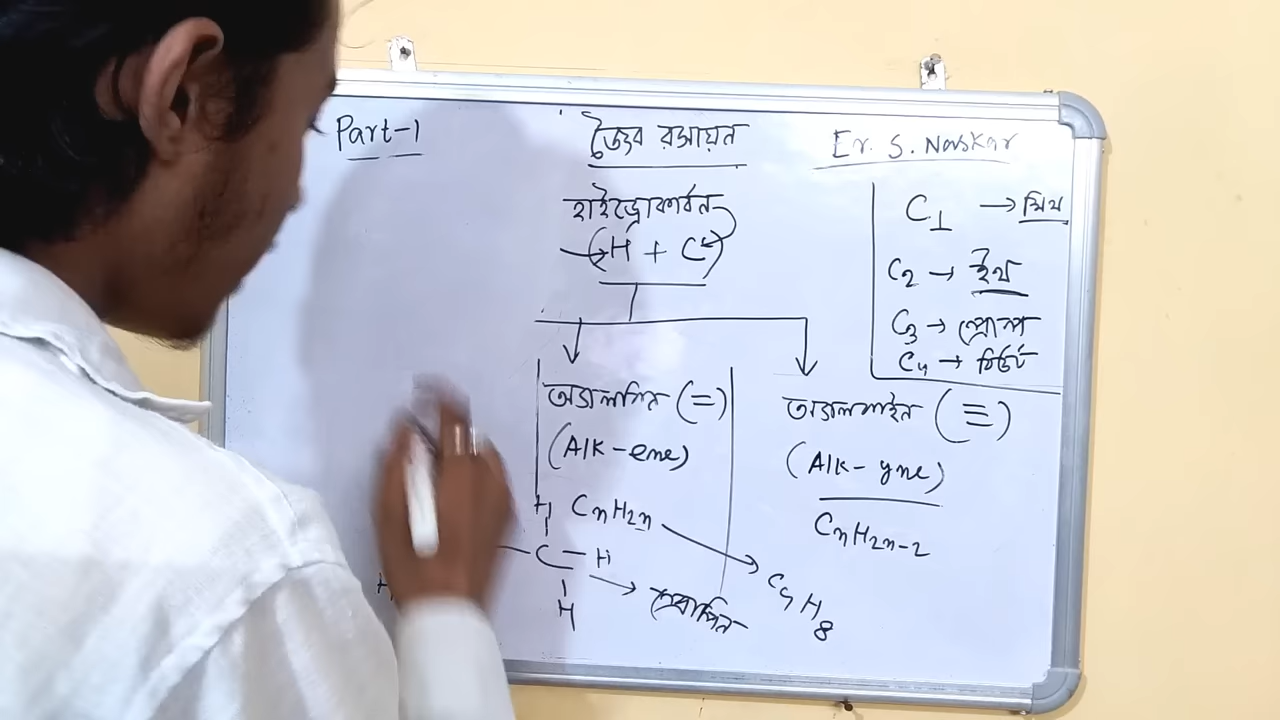 Part-1
জৈব রসায়ন
Er. S. Naskar
হাইড্রোকার্বন
(H + C)
C1 → মিথ
C2 → ইথ
C3 → প্রোপ
C4 → বিউট
অ্যালকিন (=)
(Alk-ene)
CnH2n
অ্যালকাইন (≡)
(Alk-yne)
CnH2n-2
H
C - H
H
→ প্রোপিন
C4H8
H